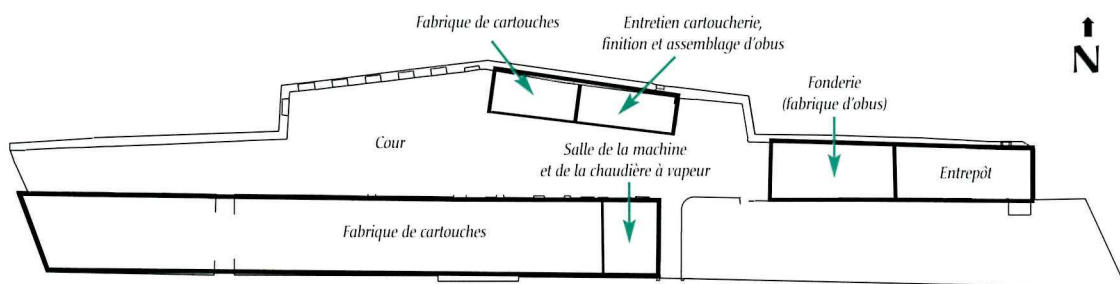 Fabrique de cartouches
Entretien cartoucherie,
finition et assemblage d'obus
N
Fonderie
(fabrique d'obus)
Cour
Salle de la machine
et de la chaudière à vapeur
Entrepôt
Fabrique de cartouches